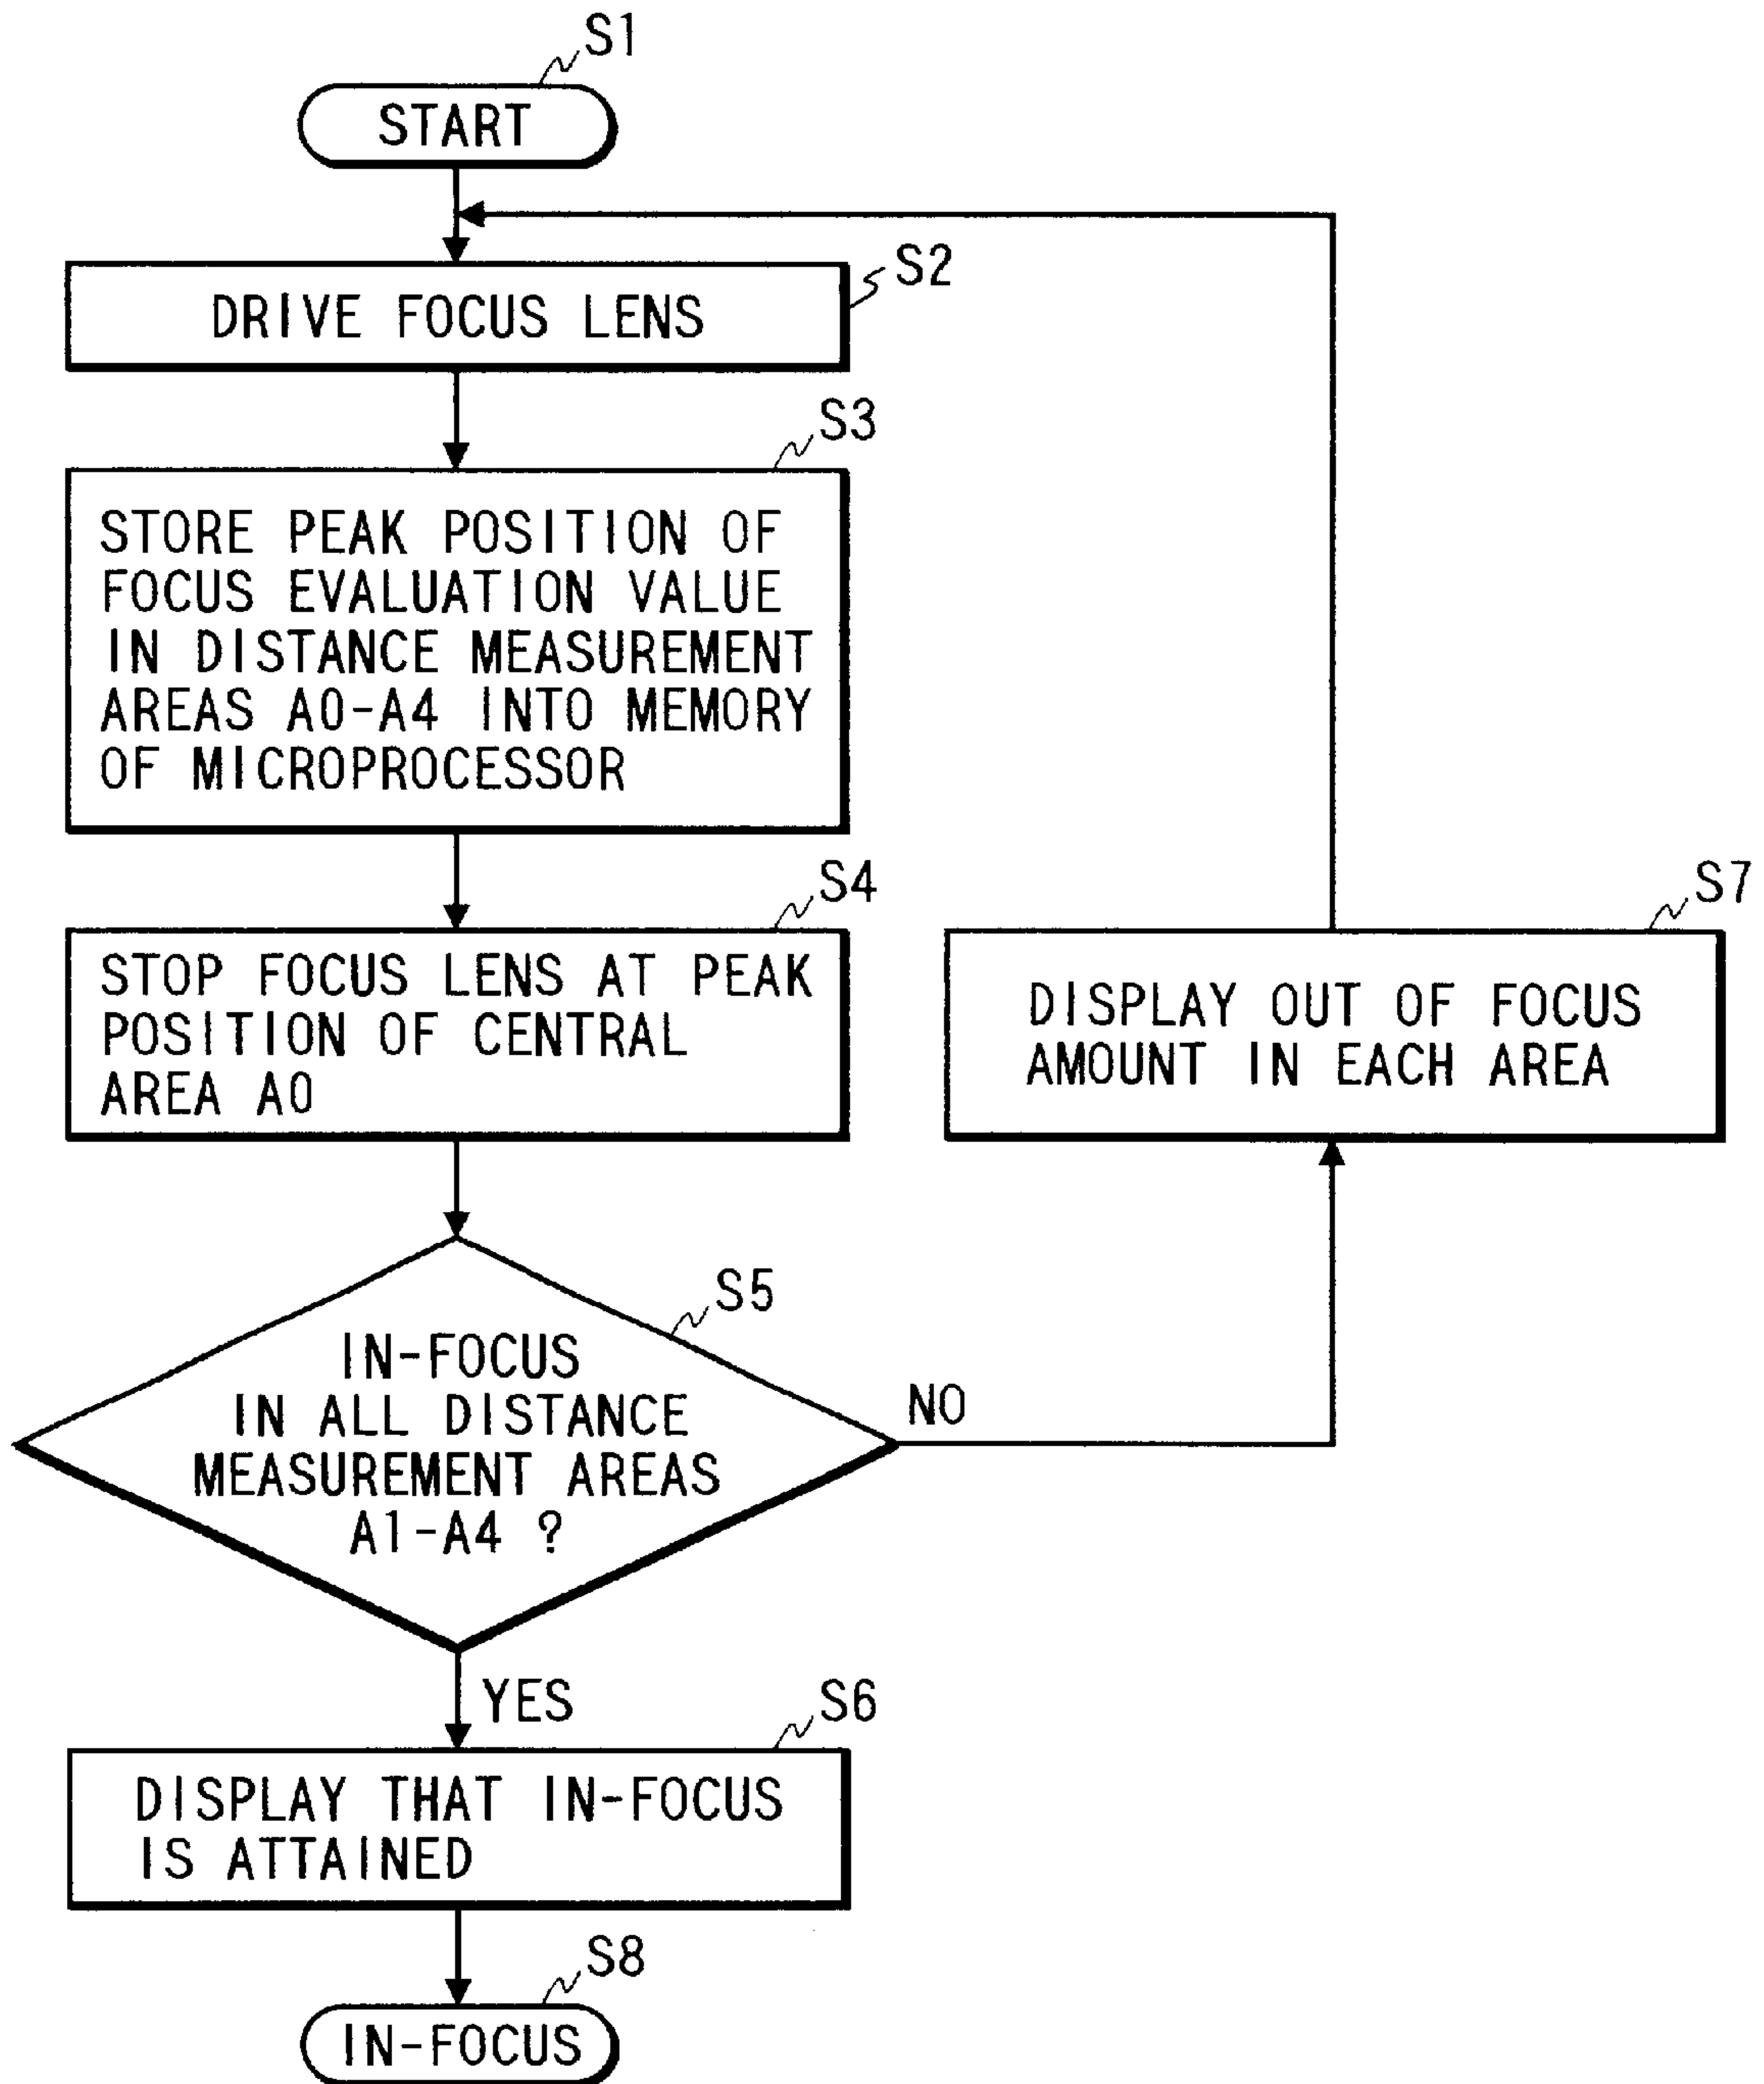 S1
START
S2
DRIVE FOCUS LENS
S3
STORE PEAK POSITION OF
FOCUS EVALUATION VALUE
IN DISTANCE MEASUREMENT
AREAS A0-A4 INTO MEMORY
OF MICROPROCESSOR
S4
STOP FOCUS LENS AT PEAK
POSITION OF CENTRAL
AREA A0
S7
DISPLAY OUT OF FOCUS
AMOUNT IN EACH AREA
S5
IN-FOCUS
IN ALL DISTANCE
MEASUREMENT AREAS
A1-A4 ?
NO
YES
S6
DISPLAY THAT IN-FOCUS
IS ATTAINED
S8
IN-FOCUS